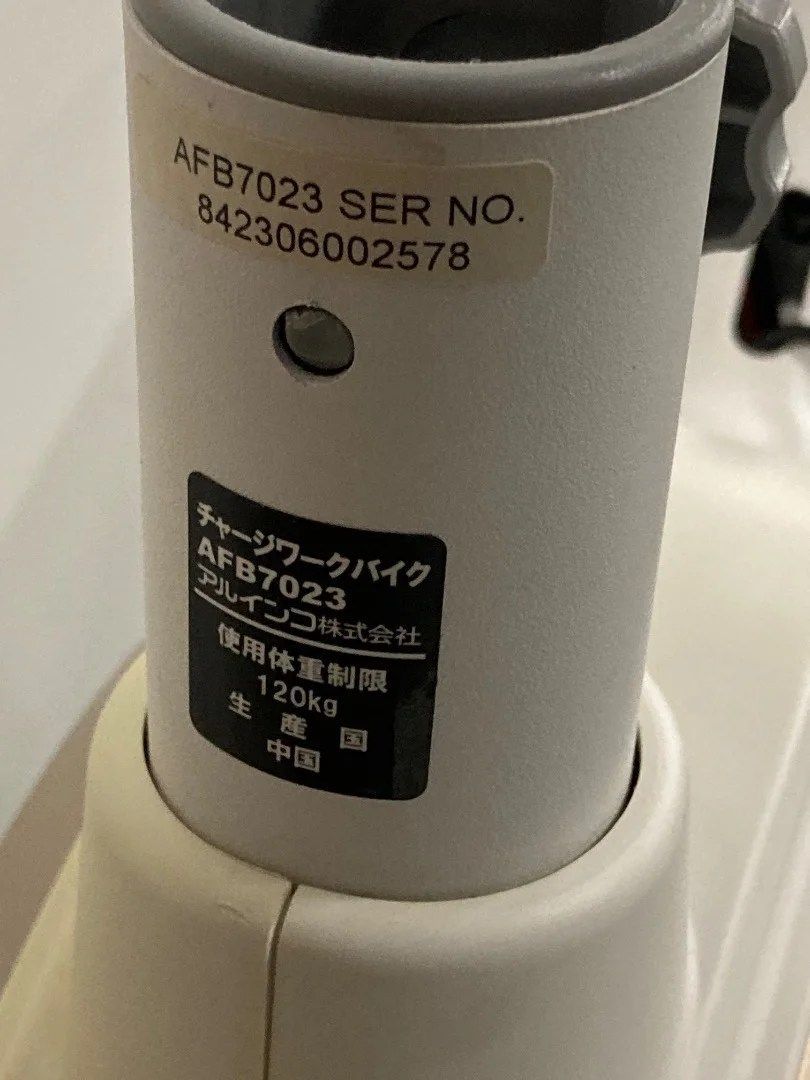 AFB7023 SER NO.
842306002578
チャージワークバイク
AFB7023
アルインコ株式会社
使用体重制限
120kg
生産国
中国